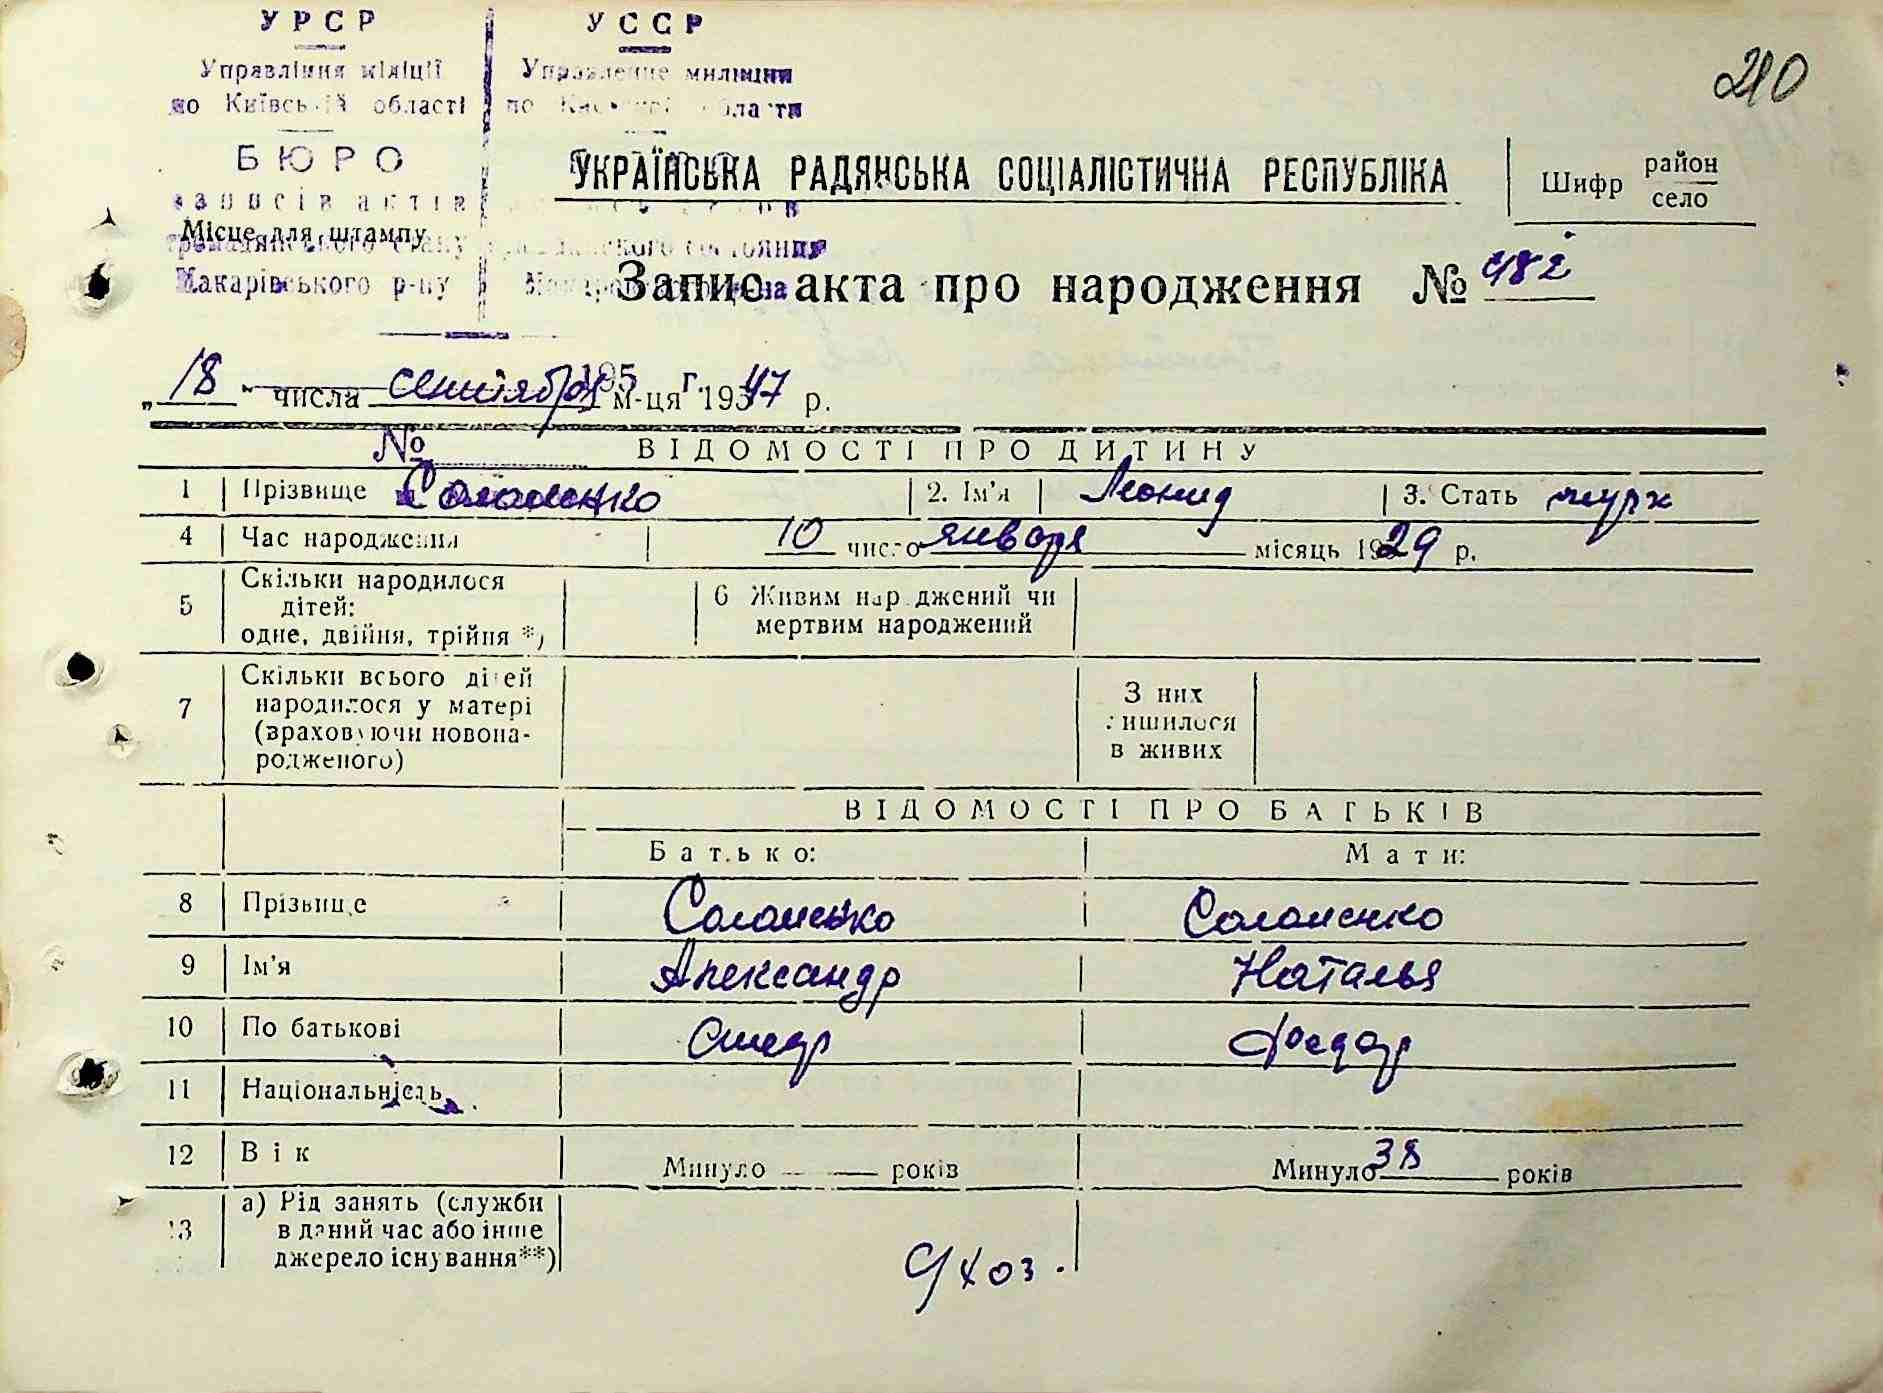 УРСР УССР
Управління міліції Управление милиции
по Київській області по Киевской области
210
БЮРО
УКРАЇНСЬКА РАДЯНСЬКА СОЦІАЛІСТИЧНА РЕСПУБЛІКА
Шифр район село
записів актів
Місце для штампу
громадянського стану гражданского состояния
Макарівського р-ну
Запис акта про народження № 482
195 г.
„18" числа сентября м-ця 1947 р.
№
ВІДОМОСТІ ПРО ДИТИНУ
1 Прізвище Соломенко 2. Ім'я Леонид 3. Стать муж
4 Час народження 10 число января місяць 1929 р.
5 Скільки народилося дітей: одне, двійня, трійня *) 6 Живим народжений чи мертвим народжений
7 Скільки всього дітей народилося у матері (враховуючи новонародженого) З них лишилося в живих
ВІДОМОСТІ ПРО БАТЬКІВ
Батько: Мати:
8 Прізвище Соломенко Соломенко
9 Ім'я Александр Наталья
10 По батькові Федор
11 Національність
12 Вік Минуло — років Минуло 38 років
13 а) Рід занять (служби в даний час або інше джерело існування**)